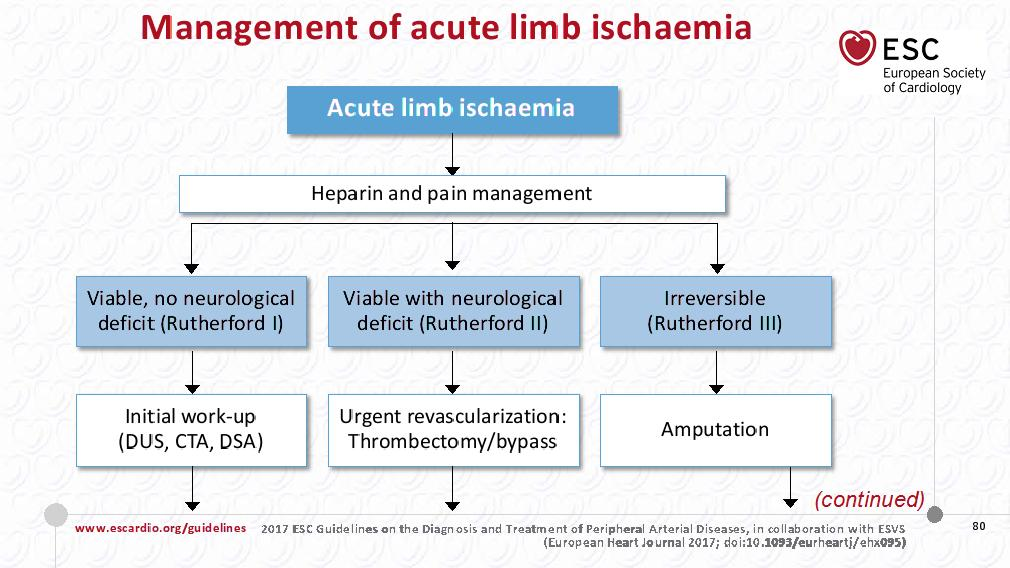 Management of acute limb ischaemia
ESC
European Society
of Cardiology
Acute limb ischaemia
Heparin and pain management
Viable, no neurological
deficit (Rutherford I)
Viable with neurological
deficit (Rutherford II)
Irreversible
(Rutherford III)
Initial work-up
(DUS, CTA, DSA)
Urgent revascularization:
Thrombectomy/bypass
Amputation
(continued)
www.escardio.org/guidelines
2017 ESC Guidelines on the Diagnosis and Treatment of Peripheral Arterial Diseases, in collaboration with ESVS
(European Heart Journal 2017; doi:10.1093/eurheartj/ehx095)
80